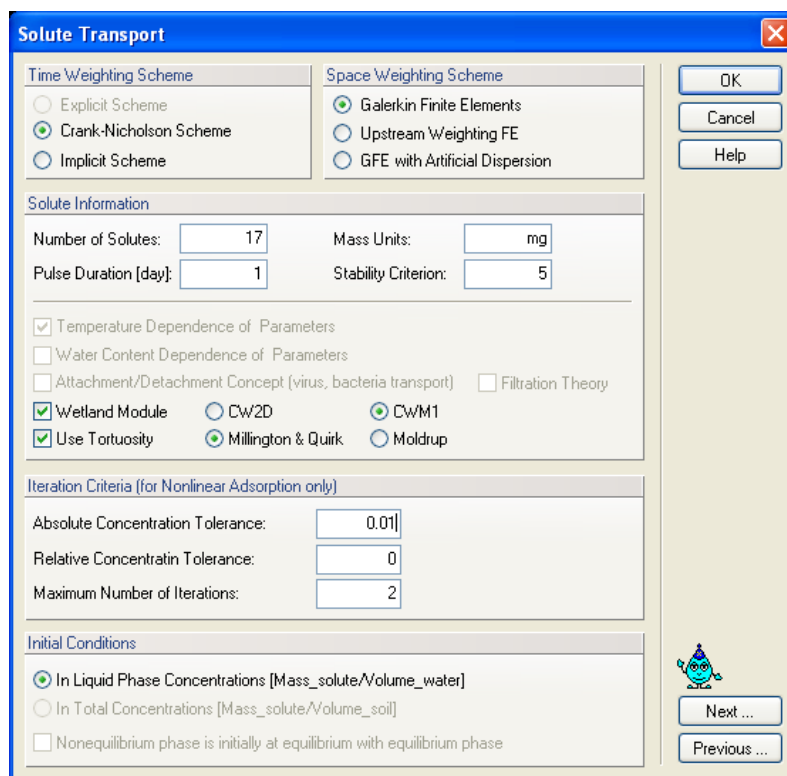 Solute Transport
Time Weighting Scheme
Explicit Scheme
Crank-Nicholson Scheme
Implicit Scheme
Space Weighting Scheme
Galerkin Finite Elements
Upstream Weighting FE
GFE with Artificial Dispersion
OK
Cancel
Help
Solute Information
Number of Solutes: 17 Mass Units: mg
Pulse Duration [day]: 1 Stability Criterion: 5
Temperature Dependence of Parameters
Water Content Dependence of Parameters
Attachment/Detachment Concept (virus, bacteria transport) Filtration Theory
Wetland Module CW2D CWM1
Use Tortuosity Millington & Quirk Moldrup
Iteration Criteria (for Nonlinear Adsorption only)
Absolute Concentration Tolerance: 0.01
Relative Concentratin Tolerance: 0
Maximum Number of Iterations: 2
Initial Conditions
In Liquid Phase Concentrations [Mass_solute/Volume_water]
In Total Concentrations [Mass_solute/Volume_soil]
Nonequilibrium phase is initially at equilibrium with equilibrium phase
Next ...
Previous ...